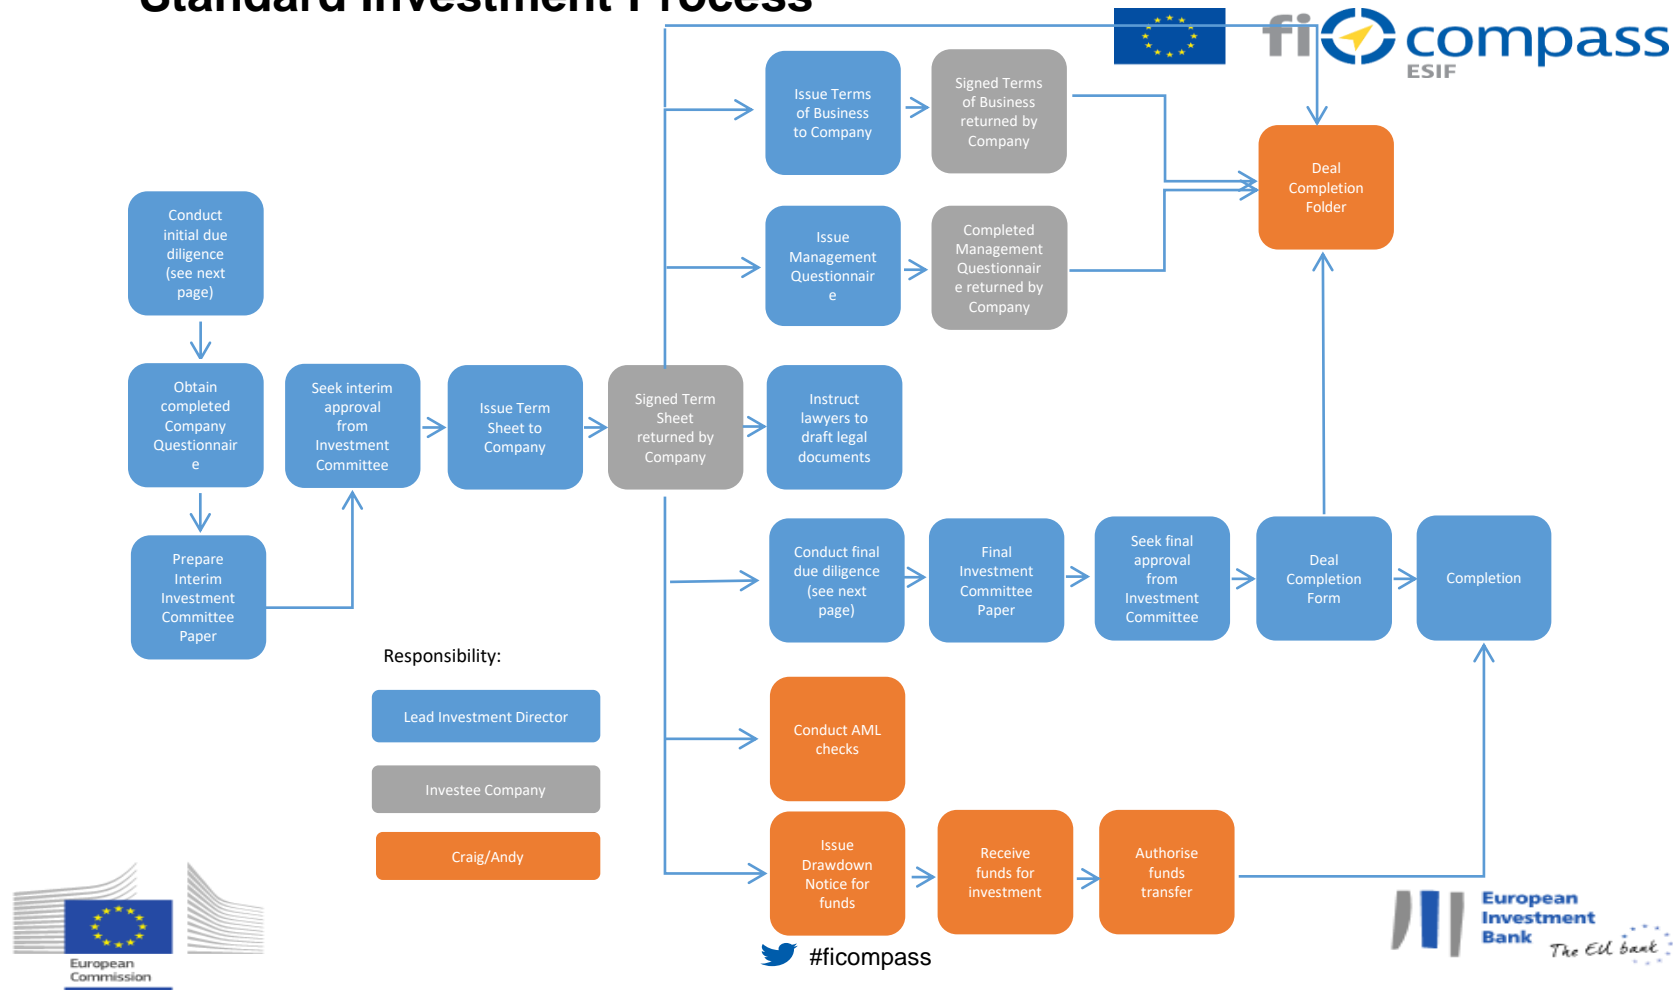 Standard Investment Process
fi compass
ESIF
Issue Terms
of Business
to Company
Signed Terms
of Business
returned by
Company
Deal
Completion
Folder
Conduct
initial due
diligence
(see next
page)
Issue
Management
Questionnair
e
Completed
Management
Questionnair
e returned by
Company
Obtain
completed
Company
Questionnair
e
Seek interim
approval
from
Investment
Committee
Issue Term
Sheet to
Company
Signed Term
Sheet
returned by
Company
Instruct
lawyers to
draft legal
documents
Prepare
Interim
Investment
Committee
Paper
Conduct final
due diligence
(see next
page)
Final
Investment
Committee
Paper
Seek final
approval
from
Investment
Committee
Deal
Completion
Form
Completion
Responsibility:
Lead Investment Director
Investee Company
Craig/Andy
Conduct AML
checks
Issue
Drawdown
Notice for
funds
Receive
funds for
investment
Authorise
funds
transfer
European
Commission
#ficompass
European
Investment
Bank
The EU bank